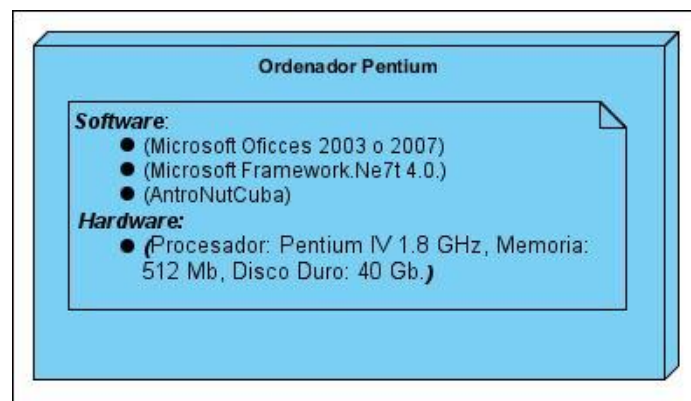 Ordenador Pentium
Software:
● (Microsoft Oficces 2003 o 2007)
● (Microsoft Framework.Ne7t 4.0.)
● (AntroNutCuba)
Hardware:
● (Procesador: Pentium IV 1.8 GHz, Memoria:
512 Mb, Disco Duro: 40 Gb.)